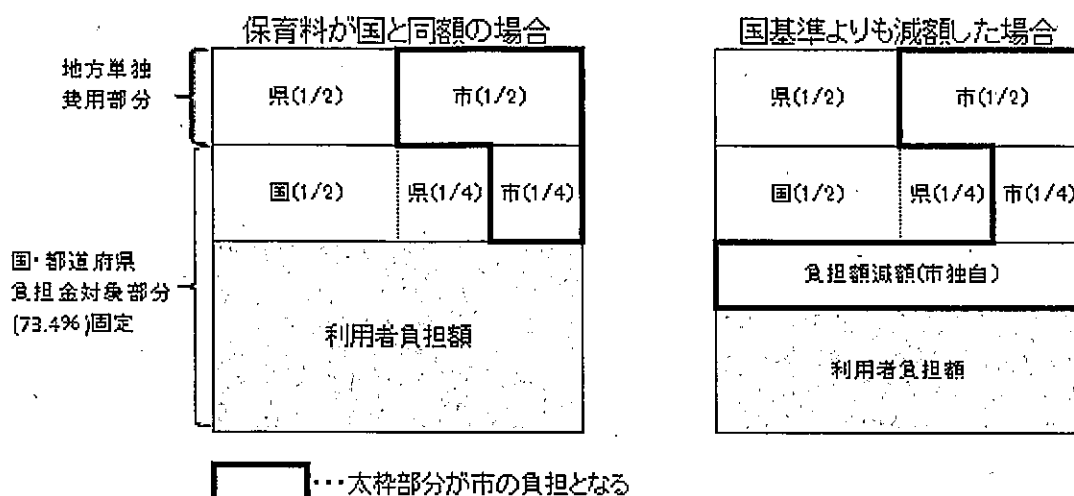 保育料が国と同額の場合
国基準よりも減額した場合
地方単独
費用部分
県(1/2)
市(1/2)
県(1/2)
市(1/2)
国(1/2)
県(1/4)
市(1/4)
国(1/2)
県(1/4)
市(1/4)
国・都道府県
負担金対象部分
(73.4%)固定
負担額減額(市独自)
利用者負担額
利用者負担額
・・・太枠部分が市の負担となる